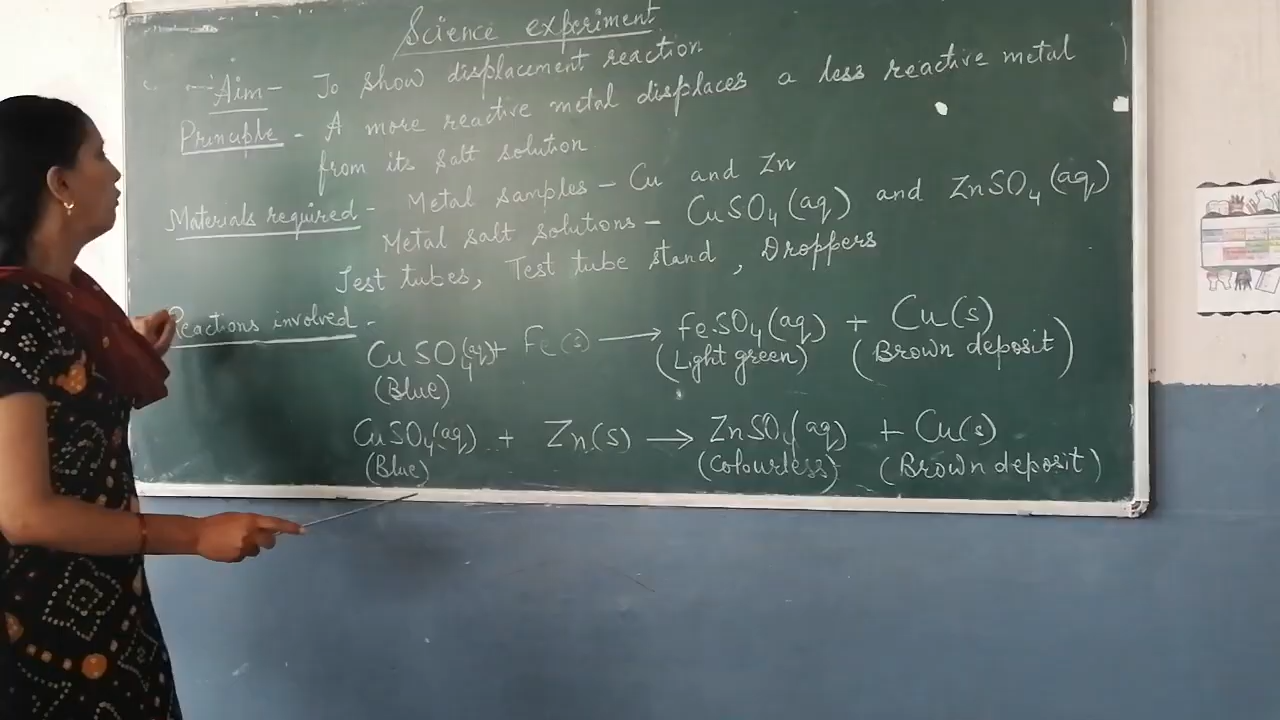 Science experiment
Aim - To show displacement reaction
Principle - A more reactive metal displaces a less reactive metal
from its salt solution
Materials required - Metal samples - Cu and Zn
Metal salt solutions - CuSO₄(aq) and ZnSO₄(aq)
Test tubes, Test tube stand, Droppers
Reactions involved -
CuSO₄(aq) + Fe(s) → FeSO₄(aq) + Cu(s)
(Blue) (Light green) (Brown deposit)
CuSO₄(aq) + Zn(s) → ZnSO₄(aq) + Cu(s)
(Blue) (Colourless) (Brown deposit)